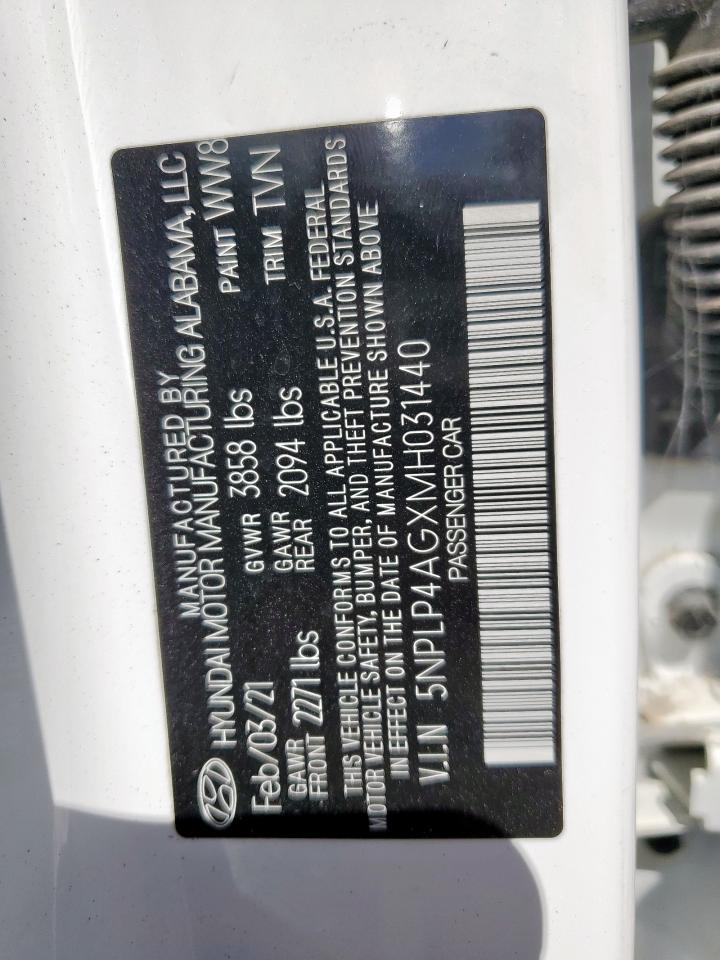 MANUFACTURED BY
HYUNDAI MOTOR MANUFACTURING ALABAMA, LLC
Feb/03/21 GVWR 3858 lbs PAINT WW8
GAWR FRONT 2271 lbs GAWR REAR 2094 lbs TRIM TVN
THIS VEHICLE CONFORMS TO ALL APPLICABLE U.S.A. FEDERAL
MOTOR VEHICLE SAFETY, BUMPER, AND THEFT PREVENTION STANDARDS
IN EFFECT ON THE DATE OF MANUFACTURE SHOWN ABOVE
V.I.N 5NPLP4AGXMH031440
PASSENGER CAR